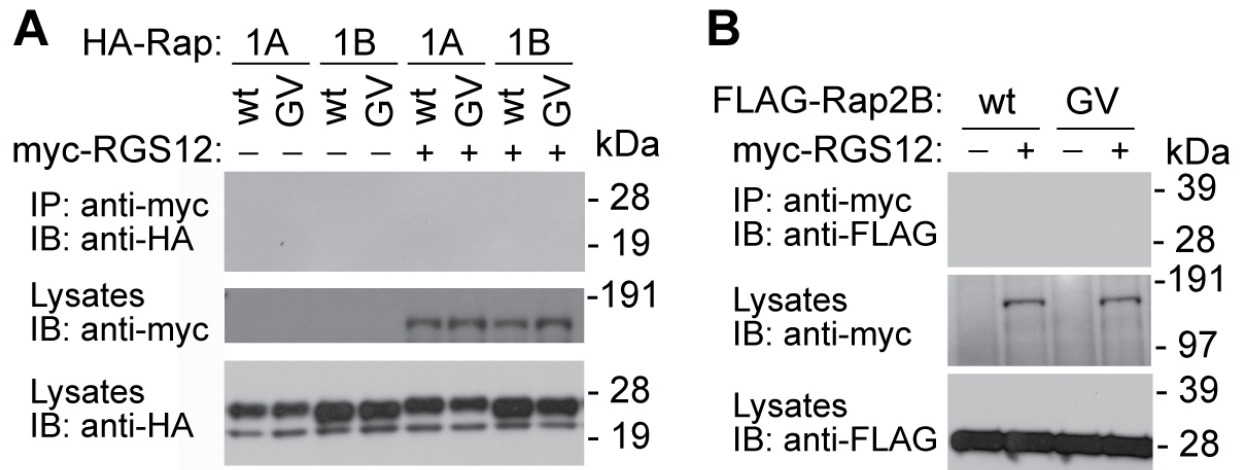 A
HA-Rap: 1A 1B 1A 1B
wt GV wt GV wt GV wt GV
myc-RGS12: – – – – + + + + kDa
IP: anti-myc
IB: anti-HA
- 28
- 19
Lysates
IB: anti-myc
-191
Lysates
IB: anti-HA
- 28
- 19
B
FLAG-Rap2B: wt GV
myc-RGS12: – + – + kDa
IP: anti-myc
IB: anti-FLAG
- 39
- 28
Lysates
IB: anti-myc
-191
- 97
Lysates
IB: anti-FLAG
- 39
- 28